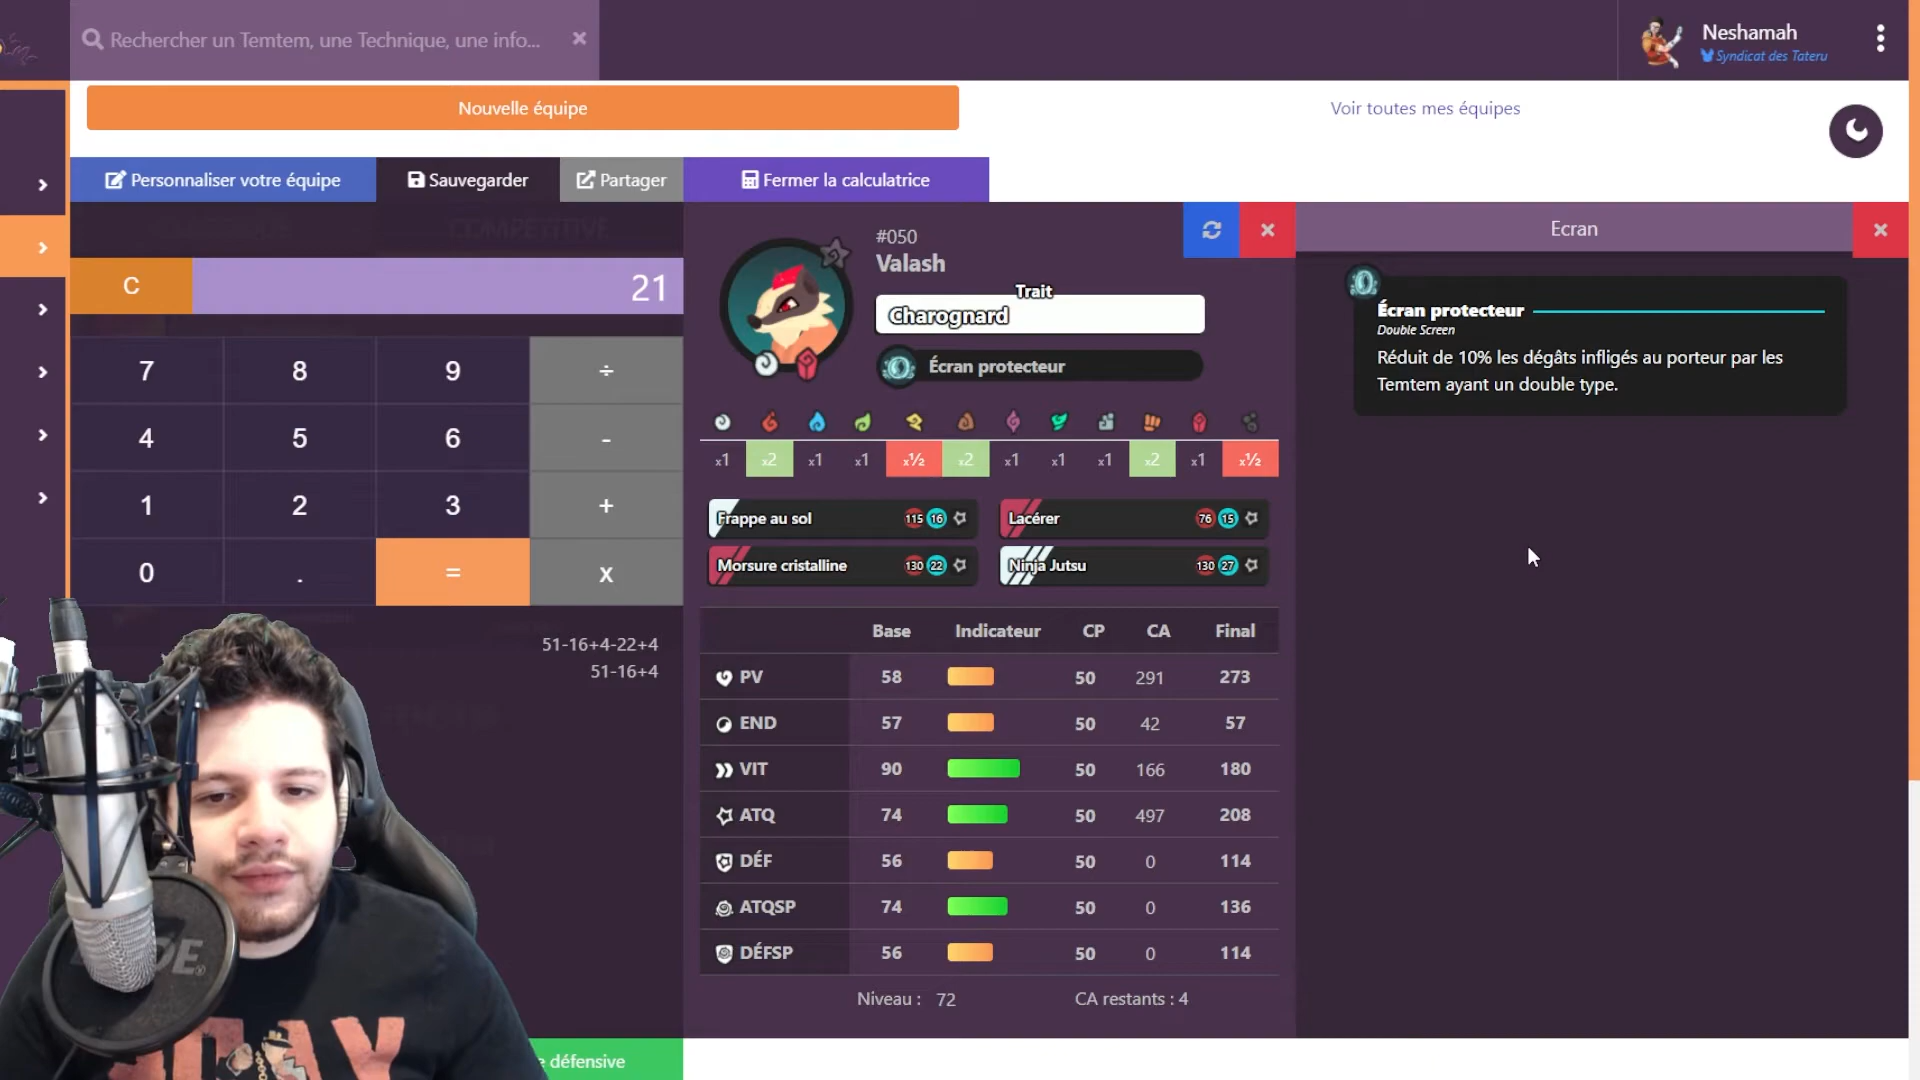 Rechercher un Temtem, une Technique, une info...
Neshamah
Syndicat des Tateru
Nouvelle équipe
Voir toutes mes équipes
Personnaliser votre équipe
Sauvegarder
Partager
Fermer la calculatrice
COMPETITIVE
C
21
7
8
9
÷
4
5
6
-
1
2
3
+
0
.
=
x
51-16+4-22+4
51-16+4
#050
Valash
Trait
Charognard
Écran protecteur
x1 x2 x1 x1 x½ x2 x1 x1 x1 x2 x1 x½
Frappe au sol 115 16
Lacérer 76 15
Morsure cristalline 130 22
Ninja Jutsu 130 27
Base Indicateur CP CA Final
PV 58 50 291 273
END 57 50 42 57
VIT 90 50 166 180
ATQ 74 50 497 208
DÉF 56 50 0 114
ATQSP 74 50 0 136
DÉFSP 56 50 0 114
Niveau : 72
CA restants : 4
Ecran
Écran protecteur
Double Screen
Réduit de 10% les dégâts infligés au porteur par les
Temtem ayant un double type.
défensive